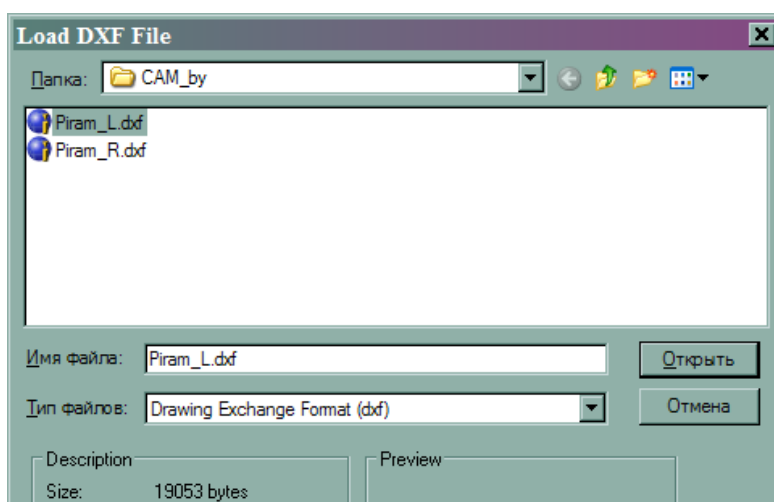 Load DXF File
Папка: CAM_by
Piram_L.dxf
Piram_R.dxf
Имя файла: Piram_L.dxf Открыть
Тип файлов: Drawing Exchange Format (dxf) Отмена
Description Preview
Size: 19053 bytes